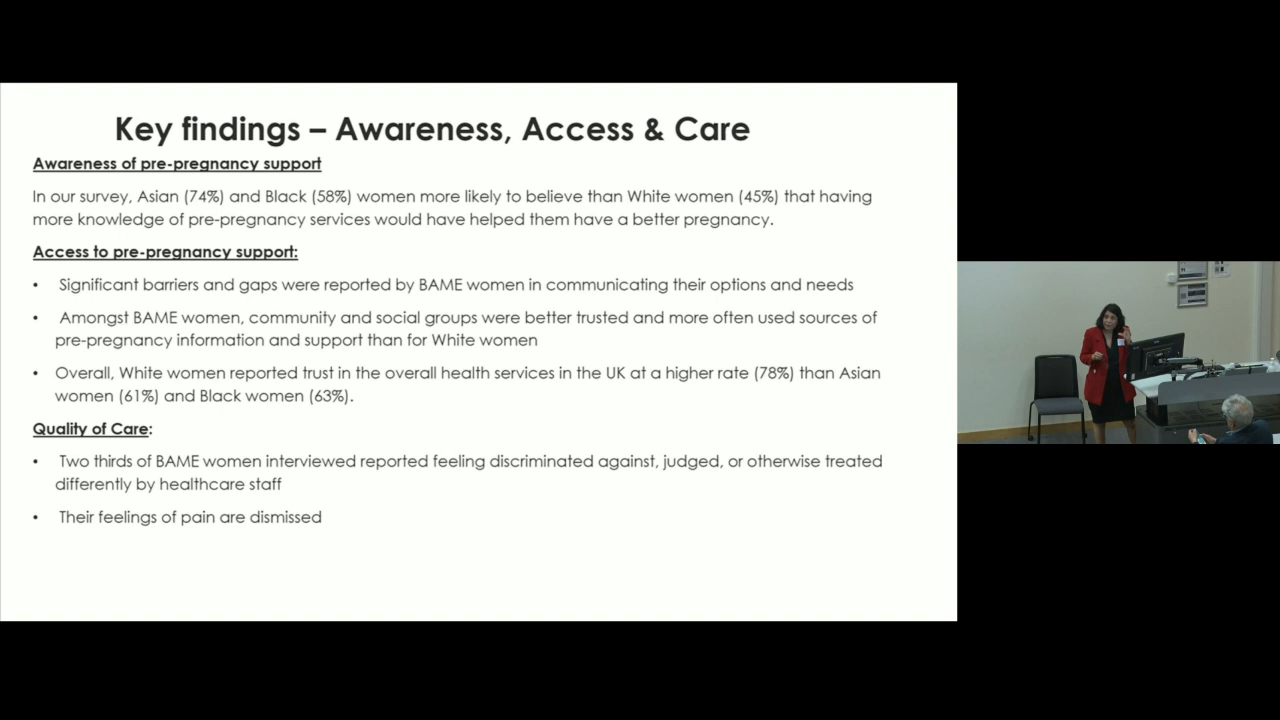 Key findings – Awareness, Access & Care
Awareness of pre-pregnancy support
In our survey, Asian (74%) and Black (58%) women more likely to believe than White women (45%) that having
more knowledge of pre-pregnancy services would have helped them have a better pregnancy.
Access to pre-pregnancy support:
• Significant barriers and gaps were reported by BAME women in communicating their options and needs
• Amongst BAME women, community and social groups were better trusted and more often used sources of
pre-pregnancy information and support than for White women
• Overall, White women reported trust in the overall health services in the UK at a higher rate (78%) than Asian
women (61%) and Black women (63%).
Quality of Care:
• Two thirds of BAME women interviewed reported feeling discriminated against, judged, or otherwise treated
differently by healthcare staff
• Their feelings of pain are dismissed